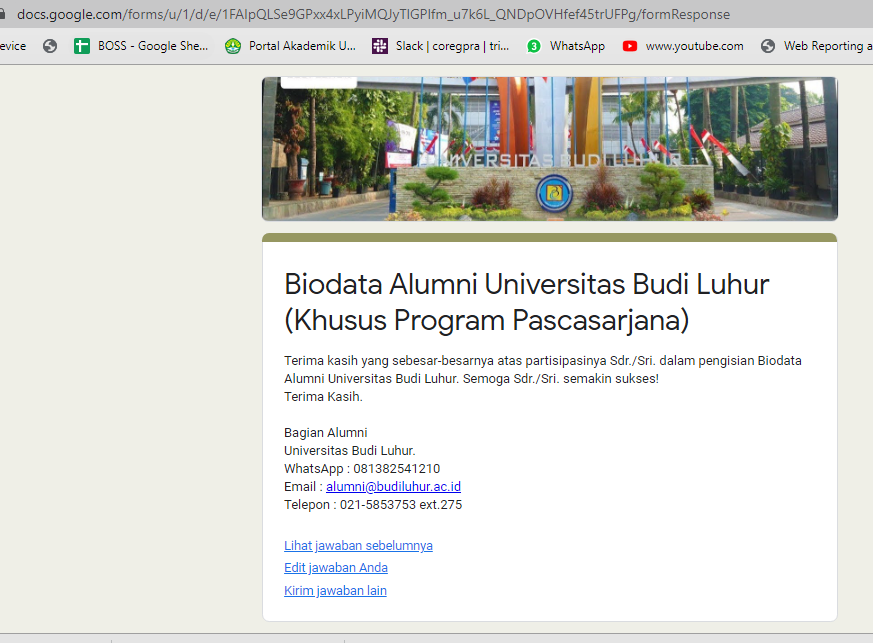 docs.google.com/forms/u/1/d/e/1FAIpQLSe9GPxx4xLPyiMQJyTlGPlfm_u7k6L_QNDpOVHfef45trUFPg/formResponse
evice BOSS - Google She... Portal Akademik U... Slack | coregpra | tri... 3 WhatsApp www.youtube.com Web Reporting a
UNIVERSITAS BUDI LUHUR
Biodata Alumni Universitas Budi Luhur
(Khusus Program Pascasarjana)
Terima kasih yang sebesar-besarnya atas partisipasinya Sdr./Sri. dalam pengisian Biodata
Alumni Universitas Budi Luhur. Semoga Sdr./Sri. semakin sukses!
Terima Kasih.
Bagian Alumni
Universitas Budi Luhur.
WhatsApp : 081382541210
Email : alumni@budiluhur.ac.id
Telepon : 021-5853753 ext.275
Lihat jawaban sebelumnya
Edit jawaban Anda
Kirim jawaban lain